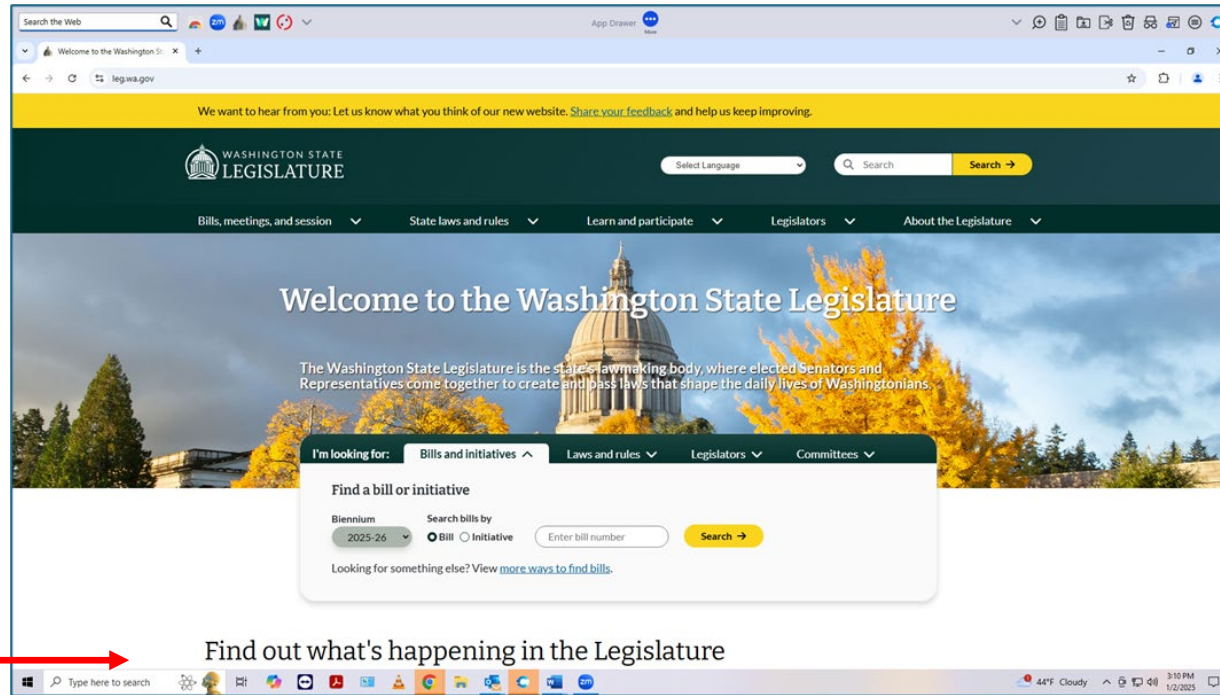 Search the Web
zm
W
App Drawer
More
Welcome to the Washington St
leg.wa.gov
We want to hear from you: Let us know what you think of our new website. Share your feedback and help us keep improving.
WASHINGTON STATE
LEGISLATURE
Select Language
Search
Search →
Bills, meetings, and session
State laws and rules
Learn and participate
Legislators
About the Legislature
Welcome to the Washington State Legislature
The Washington State Legislature is the state's lawmaking body, where elected Senators and
Representatives come together to create and pass laws that shape the daily lives of Washingtonians.
I'm looking for:
Bills and initiatives
Laws and rules
Legislators
Committees
Find a bill or initiative
Biennium
Search bills by
2025-26
Bill
Initiative
Enter bill number
Search →
Looking for something else? View more ways to find bills.
Find out what's happening in the Legislature
Type here to search
zm
44°F Cloudy
3:10 PM
1/2/2025